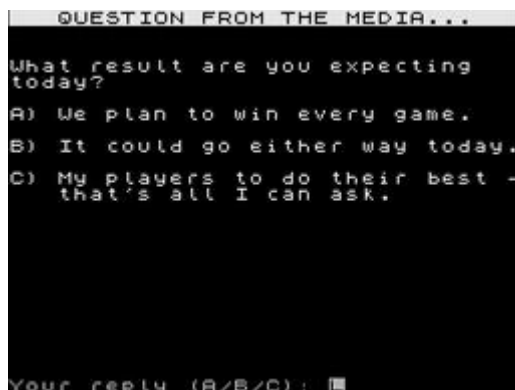 QUESTION FROM THE MEDIA...
What result are you expecting
today?
A) We plan to win every game.
B) It could go either way today.
C) My players to do their best -
that's all I can ask.
Your reply (A/B/C):